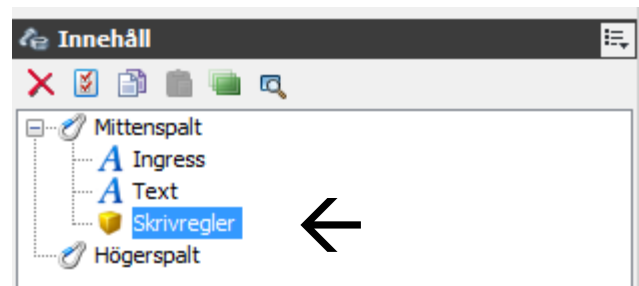 Innehåll
Mittenspalt
Ingress
Text
Skrivregler
Högerspalt